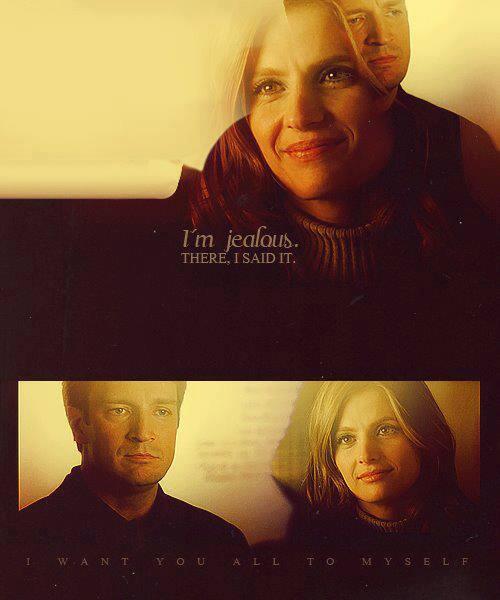 I'm jealous.
THERE, I SAID IT.
I WANT YOU ALL TO MYSELF